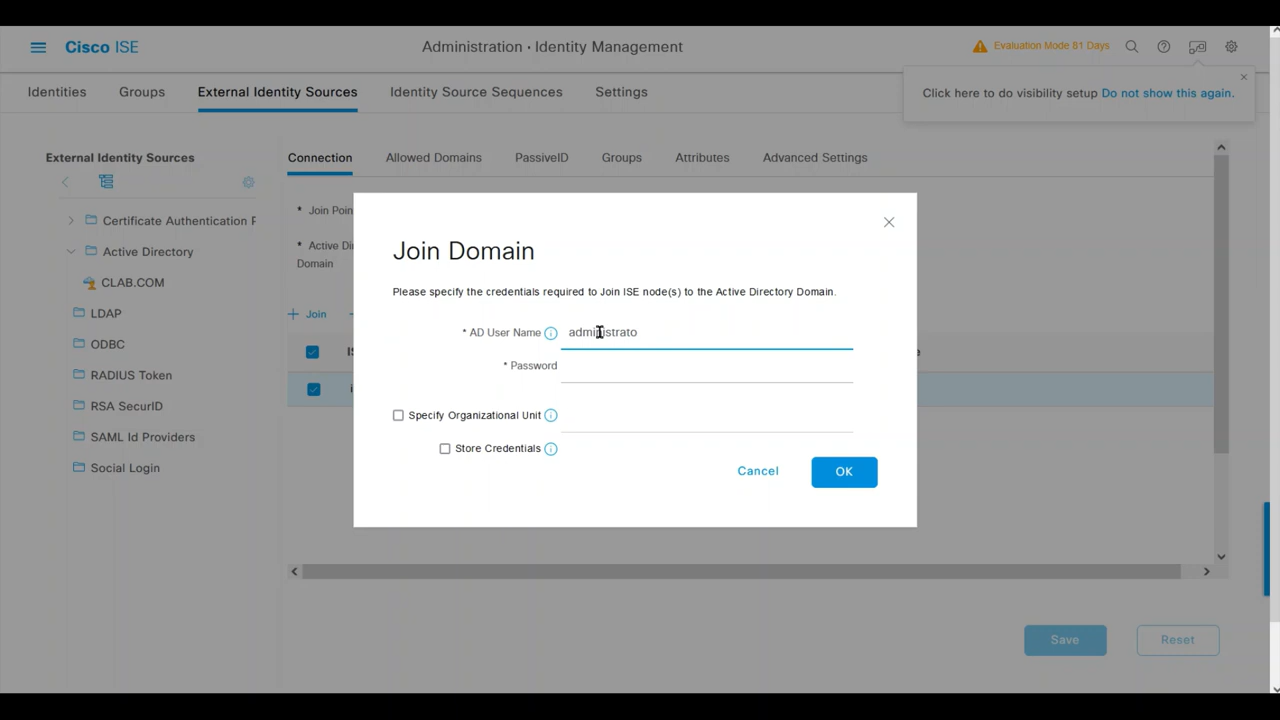 Cisco ISE
Administration · Identity Management
Evaluation Mode 81 Days
Identities
Groups
External Identity Sources
Identity Source Sequences
Settings
Click here to do visibility setup Do not show this again.
External Identity Sources
Certificate Authentication F
Active Directory
CLAB.COM
LDAP
ODBC
RADIUS Token
RSA SecurID
SAML Id Providers
Social Login
Connection
Allowed Domains
PassiveID
Groups
Attributes
Advanced Settings
* Join Poin
* Active Di
Domain
+ Join
Join Domain
Please specify the credentials required to Join ISE node(s) to the Active Directory Domain.
* AD User Name administrato
* Password
Specify Organizational Unit
Store Credentials
Cancel
OK
Save
Reset